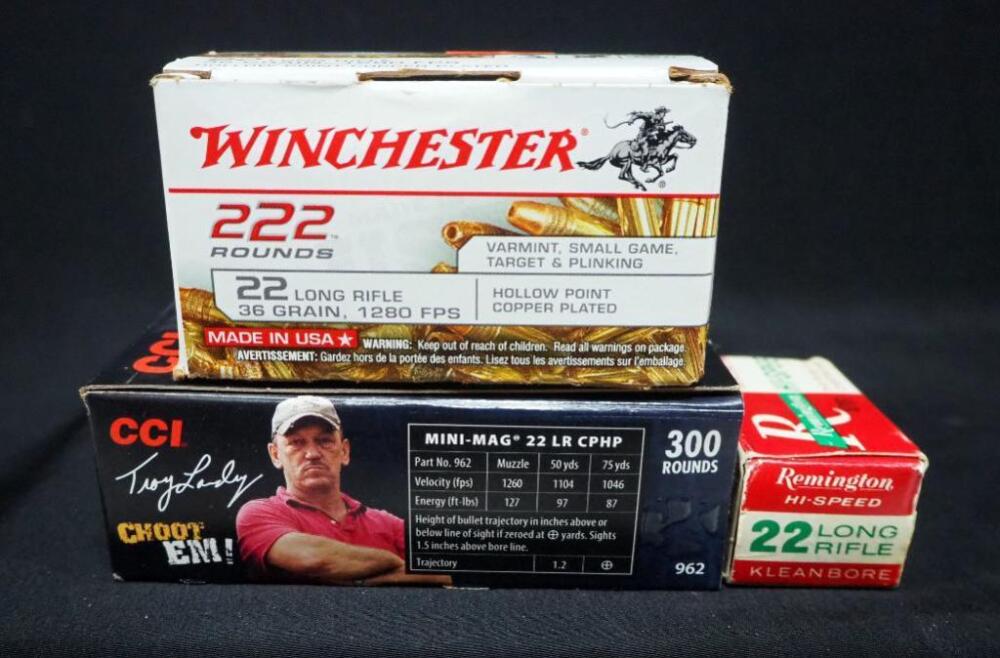 WINCHESTER®
222™
ROUNDS
VARMINT, SMALL GAME,
TARGET & PLINKING
22 LONG RIFLE
36 GRAIN, 1280 FPS
HOLLOW POINT
COPPER PLATED
MADE IN USA ★
WARNING: Keep out of reach of children. Read all warnings on package.
AVERTISSEMENT: Gardez hors de la portée des enfants. Lisez tous les avertissements sur l'emballage.
CCI
CCI
Troy Landry
CHOOT
EM!
MINI-MAG® 22 LR CPHP
Part No. 962 Muzzle 50 yds 75 yds
Velocity (fps) 1260 1104 1046
Energy (ft-lbs) 127 97 87
Height of bullet trajectory in inches above or
below line of sight if zeroed at ⊕ yards. Sights
1.5 inches above bore line.
Trajectory 1.2 ⊕
300
ROUNDS
962
Remington
HI-SPEED
22 LONG
RIFLE
KLEANBORE